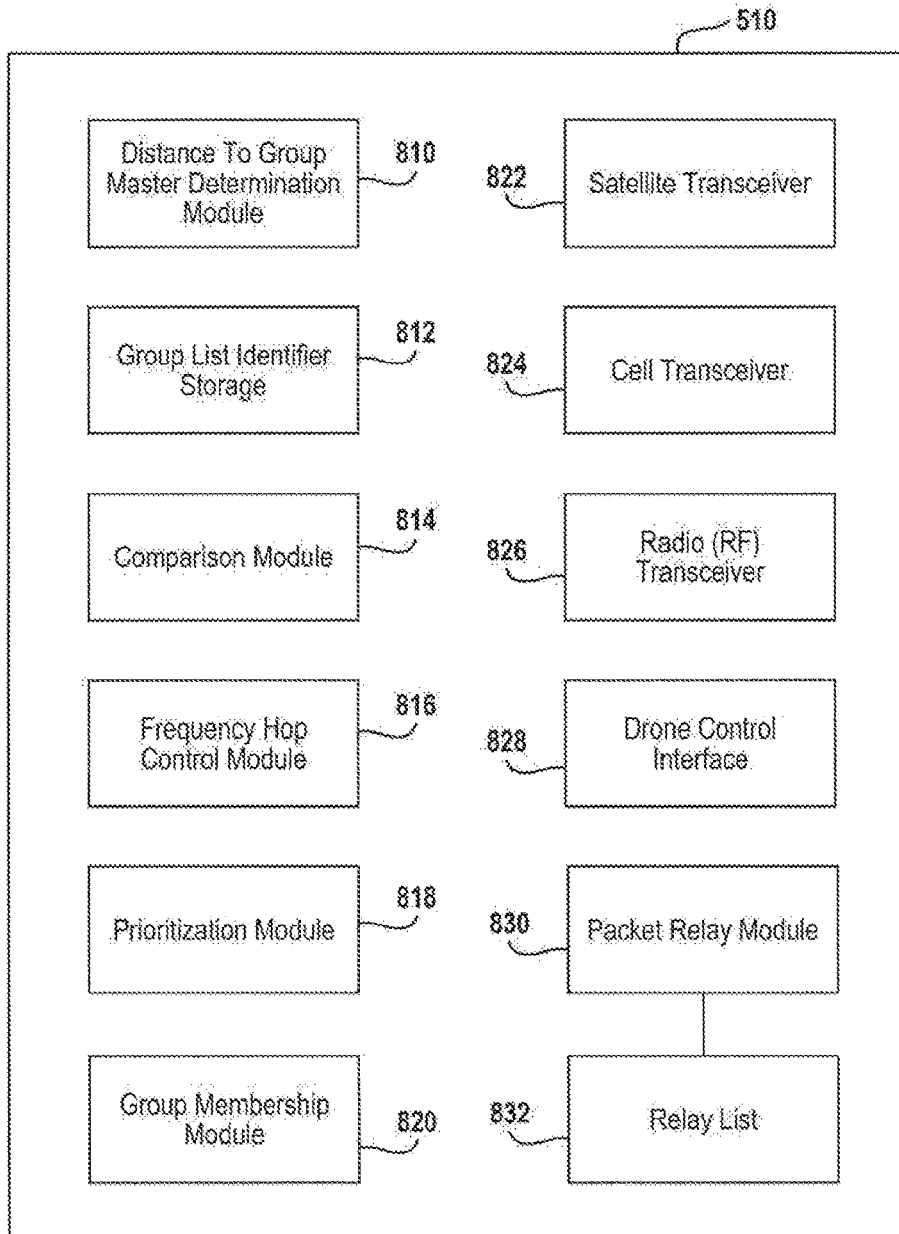 510
Distance To Group
Master Determination
Module
810
822
Satellite Transceiver
Group List Identifier
Storage
812
824
Cell Transceiver
Comparison Module
814
826
Radio (RF)
Transceiver
Frequency Hop
Control Module
816
828
Drone Control
Interface
Prioritization Module
818
830
Packet Relay Module
Group Membership
Module
820
832
Relay List